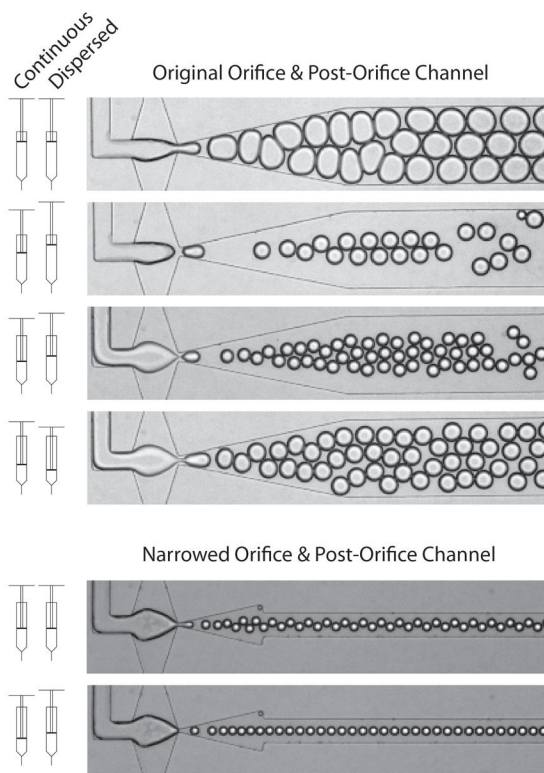 Continuous
Dispersed
Original Orifice & Post-Orifice Channel
Narrowed Orifice & Post-Orifice Channel